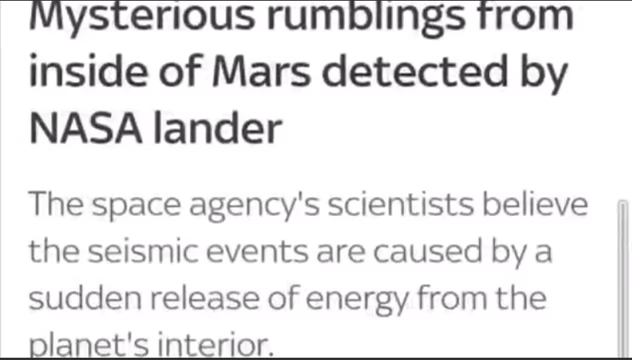 Mysterious rumblings from
inside of Mars detected by
NASA lander
The space agency's scientists believe
the seismic events are caused by a
sudden release of energy from the
planet's interior.